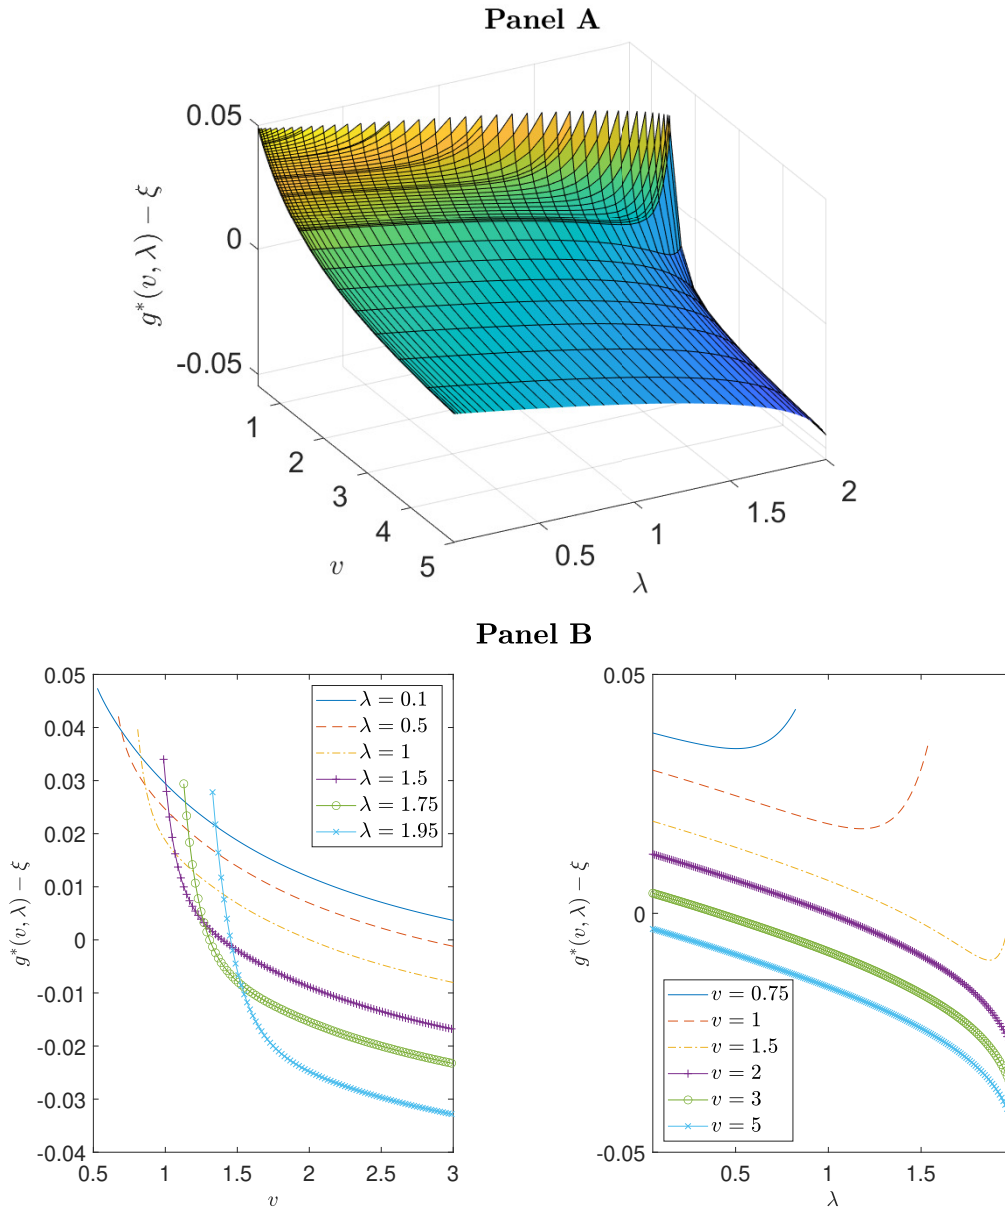 Panel A
0.05
0
-0.05
g*(v, λ) − ξ
1
2
3
4
5
v
0.5
1
1.5
2
λ
Panel B
0.05
0.04
0.03
0.02
0.01
0
-0.01
-0.02
-0.03
-0.04
g*(v, λ) − ξ
0.5 1 1.5 2 2.5 3
v
λ = 0.1
λ = 0.5
λ = 1
λ = 1.5
λ = 1.75
λ = 1.95
0.05
0
-0.05
g*(v, λ) − ξ
0.5 1 1.5
λ
v = 0.75
v = 1
v = 1.5
v = 2
v = 3
v = 5